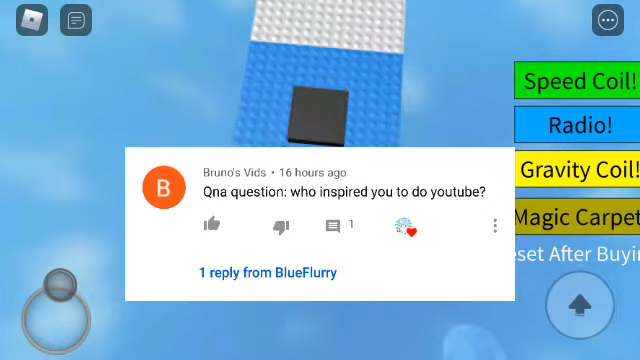 Speed Coil!
Radio!
Gravity Coil!
Magic Carpet
eset After Buyin
B
Bruno's Vids • 16 hours ago
Qna question: who inspired you to do youtube?
1
1 reply from BlueFlurry